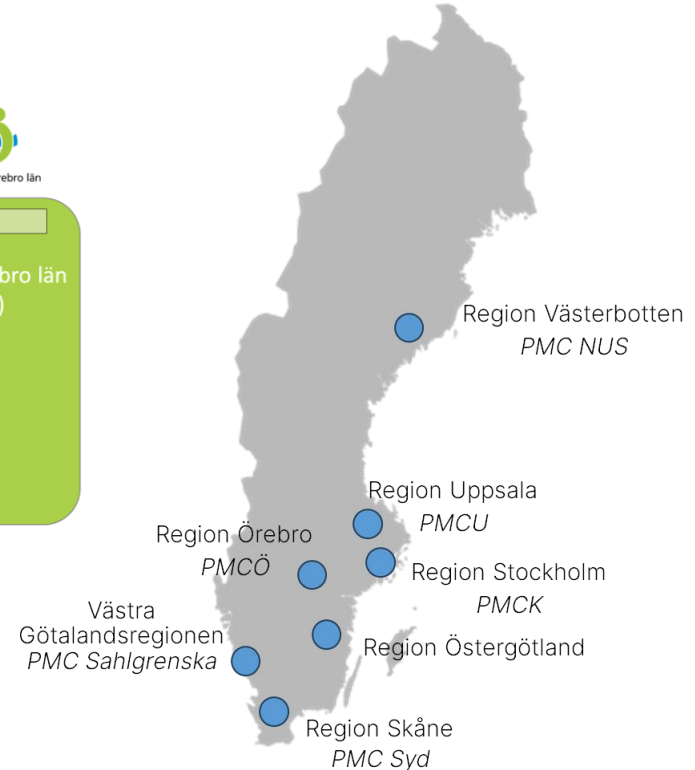 rebro län
bro län
)
Region Västerbotten
PMC NUS
Region Uppsala
PMCU
Region Örebro
PMCÖ
Region Stockholm
PMCK
Västra
Götalandsregionen
PMC Sahlgrenska
Region Östergötland
Region Skåne
PMC Syd